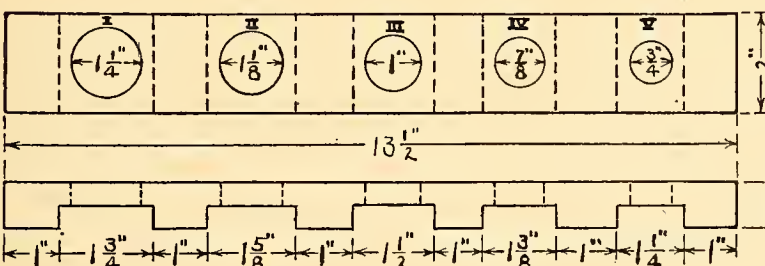 I II III IV V
1 1/4" 1 1/8" 1" 7/8" 3/4" 2"
13 1/2"
1" 1 3/4" 1" 1 5/8" 1" 1 1/2" 1" 1 3/8" 1" 1 1/4" 1"